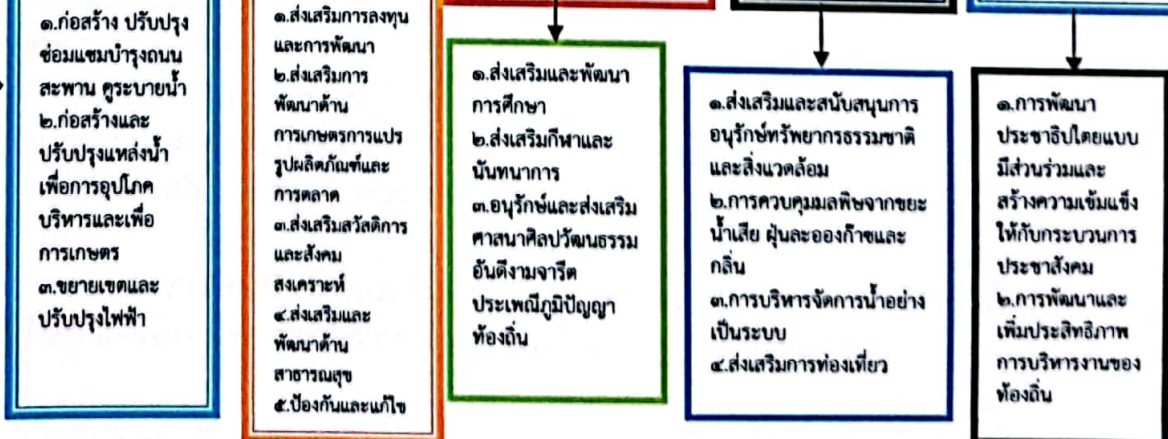 ๑.ก่อสร้าง ปรับปรุง
ซ่อมแซมบำรุงถนน
สะพาน คูระบายน้ำ
๒.ก่อสร้างและ
ปรับปรุงแหล่งน้ำ
เพื่อการอุปโภค
บริหารและเพื่อ
การเกษตร
๓.ขยายเขตและ
ปรับปรุงไฟฟ้า
๑.ส่งเสริมการลงทุน
และการพัฒนา
๒.ส่งเสริมการ
พัฒนาด้าน
การเกษตรการแปร
รูปผลิตภัณฑ์และ
การตลาด
๓.ส่งเสริมสวัสดิการ
และสังคม
สงเคราะห์
๔.ส่งเสริมและ
พัฒนาด้าน
สาธารณสุข
๕.ป้องกันและแก้ไข
๑.ส่งเสริมและพัฒนา
การศึกษา
๒.ส่งเสริมกีฬาและ
นันทนาการ
๓.อนุรักษ์และส่งเสริม
ศาสนาศิลปวัฒนธรรม
อันดีงามจารีต
ประเพณีภูมิปัญญา
ท้องถิ่น
๑.ส่งเสริมและสนับสนุนการ
อนุรักษ์ทรัพยากรธรรมชาติ
และสิ่งแวดล้อม
๒.การควบคุมมลพิษจากขยะ
น้ำเสีย ฝุ่นละอองก๊าซและ
กลิ่น
๓.การบริหารจัดการน้ำอย่าง
เป็นระบบ
๔.ส่งเสริมการท่องเที่ยว
๑.การพัฒนา
ประชาธิปไตยแบบ
มีส่วนร่วมและ
สร้างความเข้มแข็ง
ให้กับกระบวนการ
ประชาสังคม
๒.การพัฒนาและ
เพิ่มประสิทธิภาพ
การบริหารงานของ
ท้องถิ่น